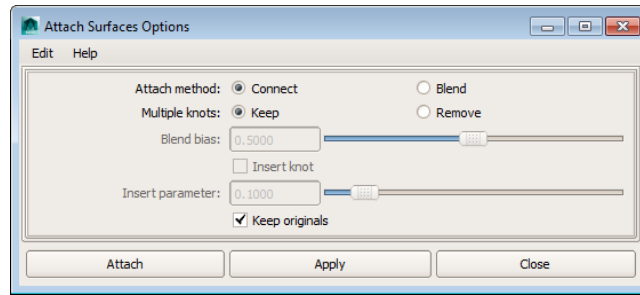 Attach Surfaces Options
Edit Help
Attach method: Connect Blend
Multiple knots: Keep Remove
Blend bias: 0.5000
Insert knot
Insert parameter: 0.1000
Keep originals
Attach Apply Close